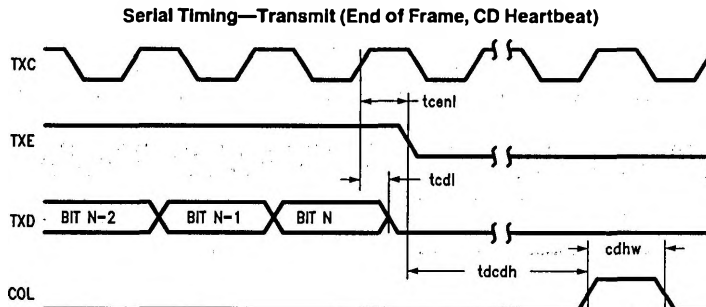 Serial Timing—Transmit (End of Frame, CD Heartbeat)
TXC
tcenl
TXE
tcdl
TXD
BIT N-2 BIT N-1 BIT N
cdhw
tdcdh
COL